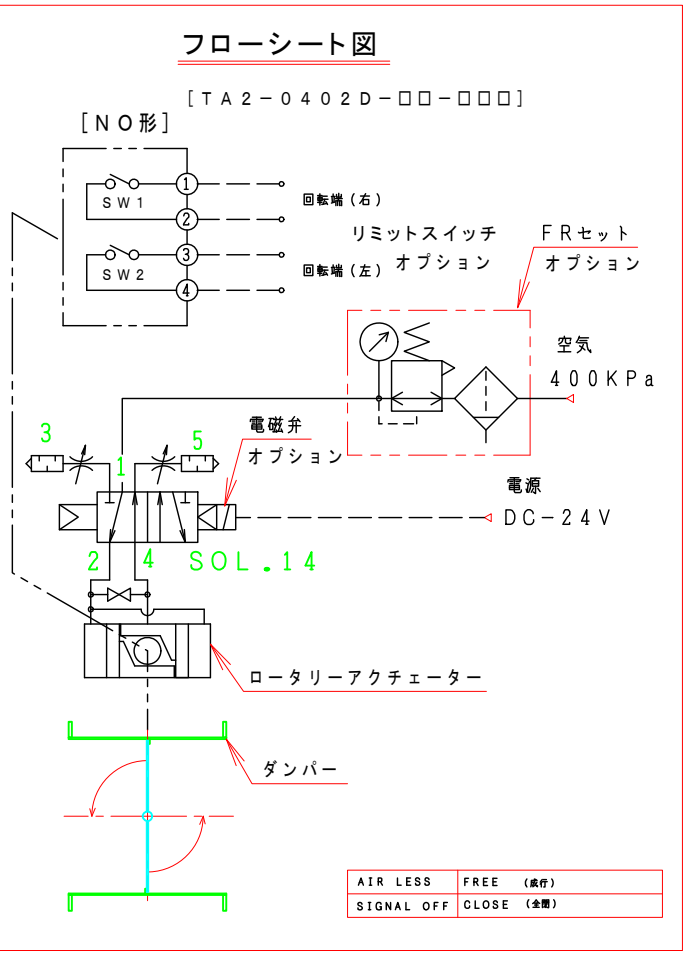 フローシート図
[TA2-0402D-□□-□□□]
[NO形]
SW1
1
2
回転端(右)
SW2
3
4
回転端(左)
リミットスイッチ
オプション
FRセット
オプション
空気
400KPa
電磁弁
オプション
3
1
5
電源
DC-24V
2
4
SOL.14
ロータリーアクチェーター
ダンパー
AIR LESS FREE (成行)
SIGNAL OFF CLOSE (全閉)